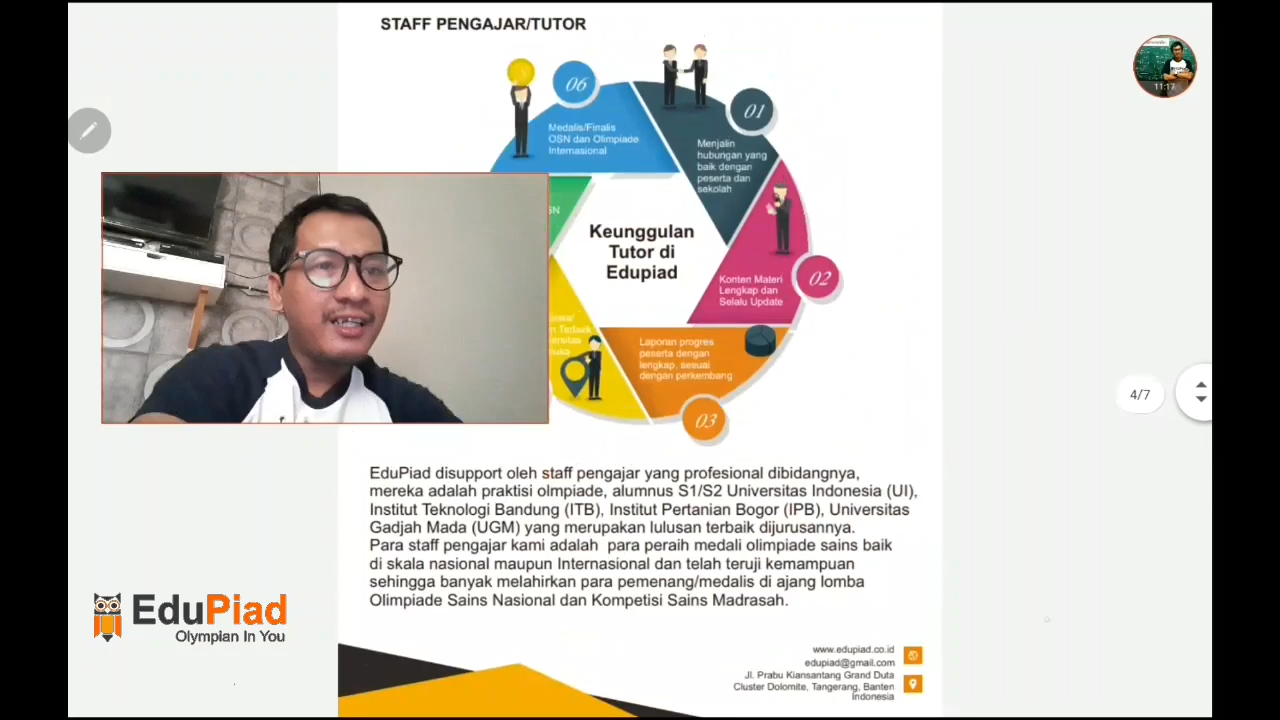 STAFF PENGAJAR/TUTOR
11:17
06
Medalis/Finalis
OSN dan Olimpiade
Internasional
01
Menjalin
hubungan yang
baik dengan
peserta dan
sekolah
Keunggulan
Tutor di
Edupiad
02
Konten Materi
Lengkap dan
Selalu Update
Laporan progres
peserta dengan
lengkap, sesuai
dengan perkembang
03
4/7
EduPiad disupport oleh staff pengajar yang profesional dibidangnya,
mereka adalah praktisi olmpiade, alumnus S1/S2 Universitas Indonesia (UI),
Institut Teknologi Bandung (ITB), Institut Pertanian Bogor (IPB), Universitas
Gadjah Mada (UGM) yang merupakan lulusan terbaik dijurusannya.
Para staff pengajar kami adalah para peraih medali olimpiade sains baik
di skala nasional maupun Internasional dan telah teruji kemampuan
sehingga banyak melahirkan para pemenang/medalis di ajang lomba
Olimpiade Sains Nasional dan Kompetisi Sains Madrasah.
EduPiad
Olympian In You
www.edupiad.co.id
edupiad@gmail.com
Jl. Prabu Kiansantang Grand Duta
Cluster Dolomite, Tangerang, Banten
Indonesia